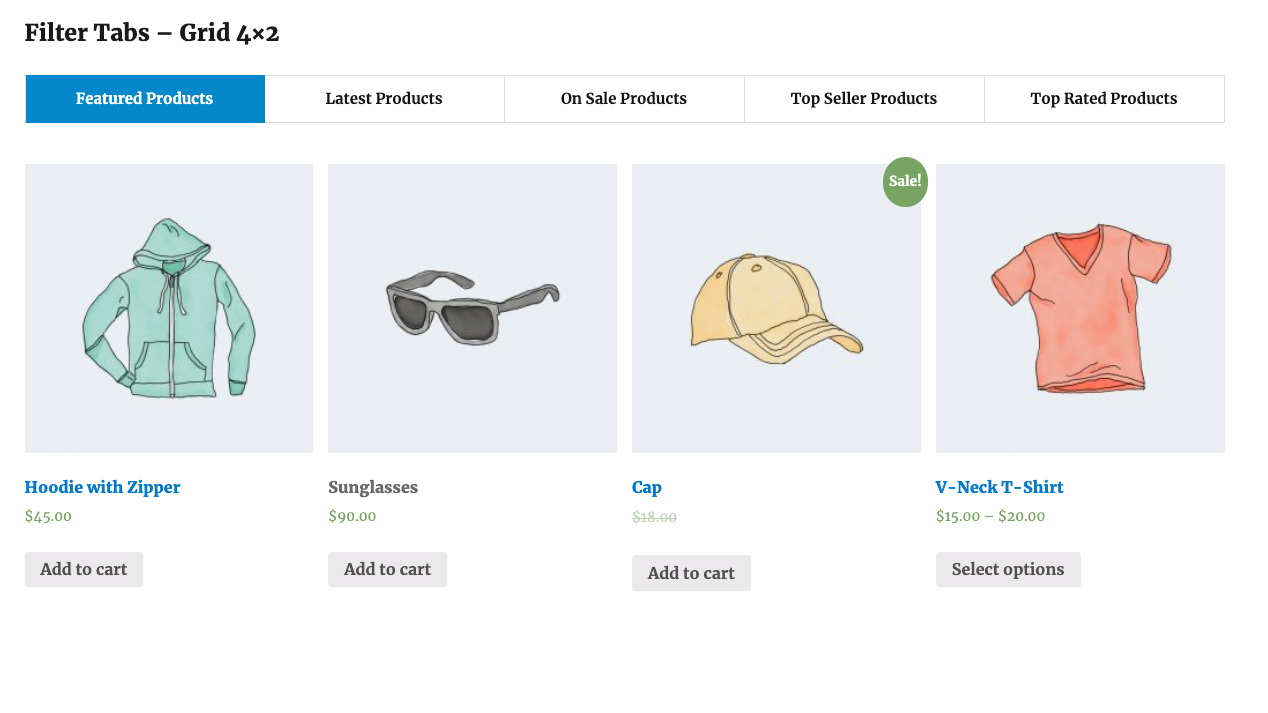 Filter Tabs – Grid 4×2
Featured Products
Latest Products
On Sale Products
Top Seller Products
Top Rated Products
Sale!
Hoodie with Zipper
$45.00
Add to cart
Sunglasses
$90.00
Add to cart
Cap
$18.00
Add to cart
V-Neck T-Shirt
$15.00 – $20.00
Select options